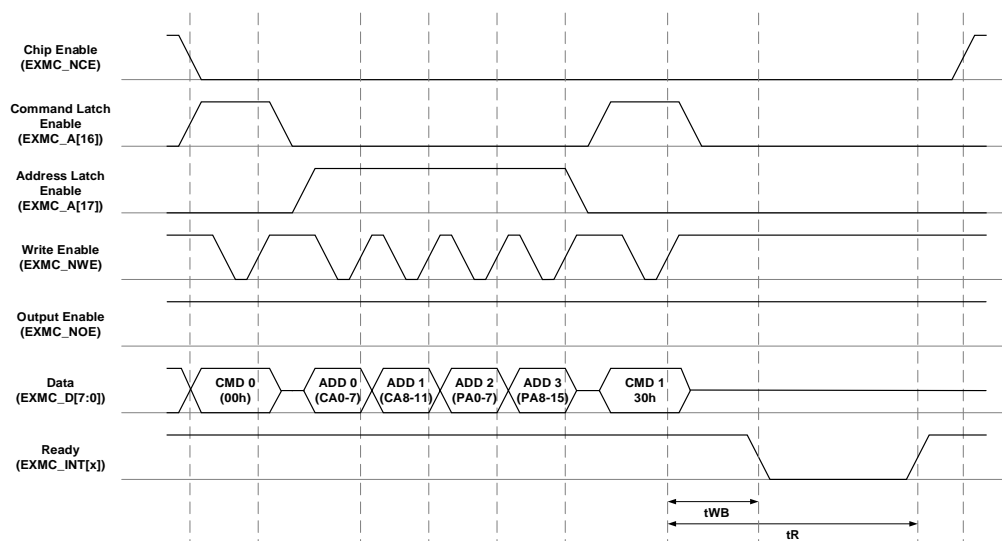 Chip Enable
(EXMC_NCE)
Command Latch
Enable
(EXMC_A[16])
Address Latch
Enable
(EXMC_A[17])
Write Enable
(EXMC_NWE)
Output Enable
(EXMC_NOE)
Data
(EXMC_D[7:0])
CMD 0
(00h)
ADD 0
(CA0-7)
ADD 1
(CA8-11)
ADD 2
(PA0-7)
ADD 3
(PA8-15)
CMD 1
30h
Ready
(EXMC_INT[x])
tWB
tR